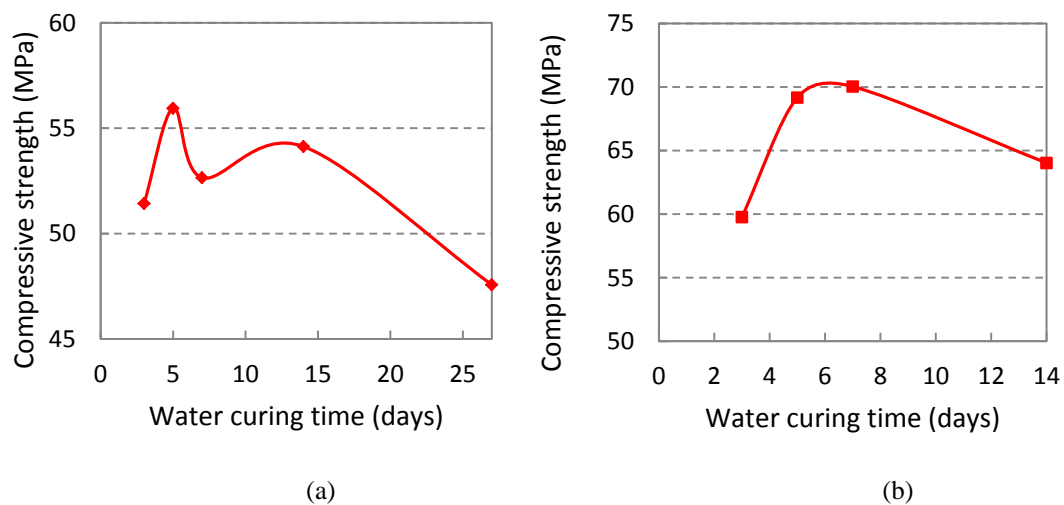 Compressive strength (MPa)
60
55
50
45
0 5 10 15 20 25
Water curing time (days)
(a)
Compressive strength (MPa)
75
70
65
60
55
50
0 2 4 6 8 10 12 14
Water curing time (days)
(b)